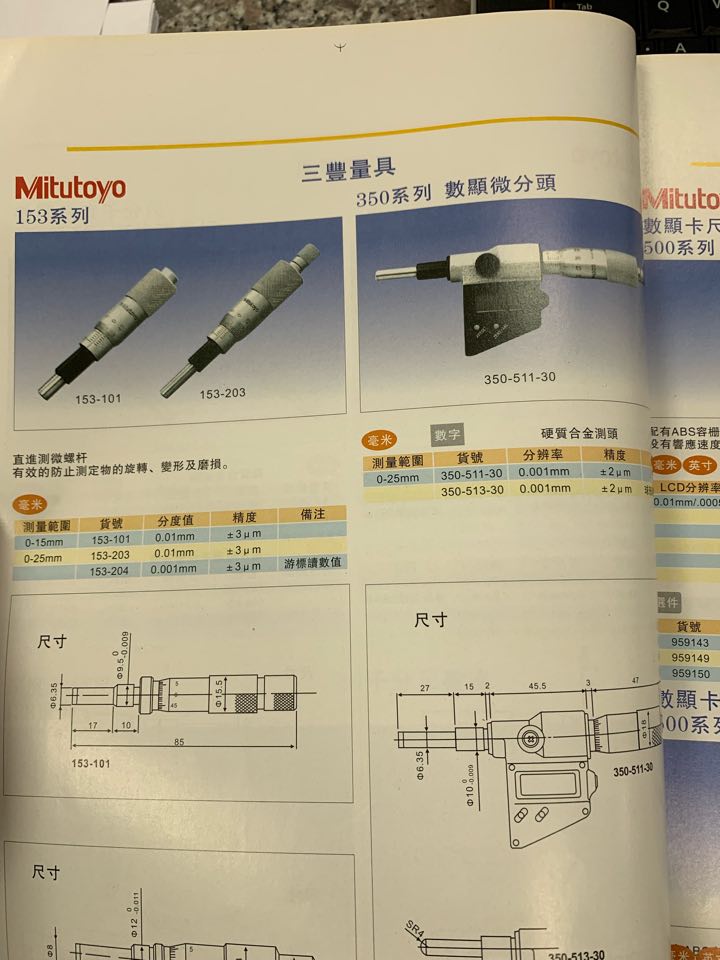 Tab
Q
A
三豐量具
Mitutoyo
153系列
153-101
153-203
直進測微螺杆
有效的防止測定物的旋轉、變形及磨損。
毫米
測量範圍 貨號 分度值 精度 備注
0-15mm 153-101 0.01mm ±3μm
0-25mm 153-203 0.01mm ±3μm
153-204 0.001mm ±3μm 游標讀數值
尺寸
Φ6.35
Φ9.5 0 -0.009
5
0
45
Φ15.5
17
10
85
153-101
尺寸
Φ8
Φ12 0 -0.011
5
350系列 數顯微分頭
350-511-30
毫米 數字 硬質合金測頭
測量範圍 貨號 分辨率 精度
0-25mm 350-511-30 0.001mm ±2μm
350-513-30 0.001mm ±2μm
尺寸
27
15
2
45.5
3
47
Φ6.35
Φ10 0 -0.009
Φ18
350-511-30
SR4
350-513-30
Mituto
數顯卡尺
500系列
配有ABS容柵
沒有響應速度
毫米 英寸
LCD分辨率
0.01mm/.000
選件
貨號
959143
959149
959150
數顯卡
500系